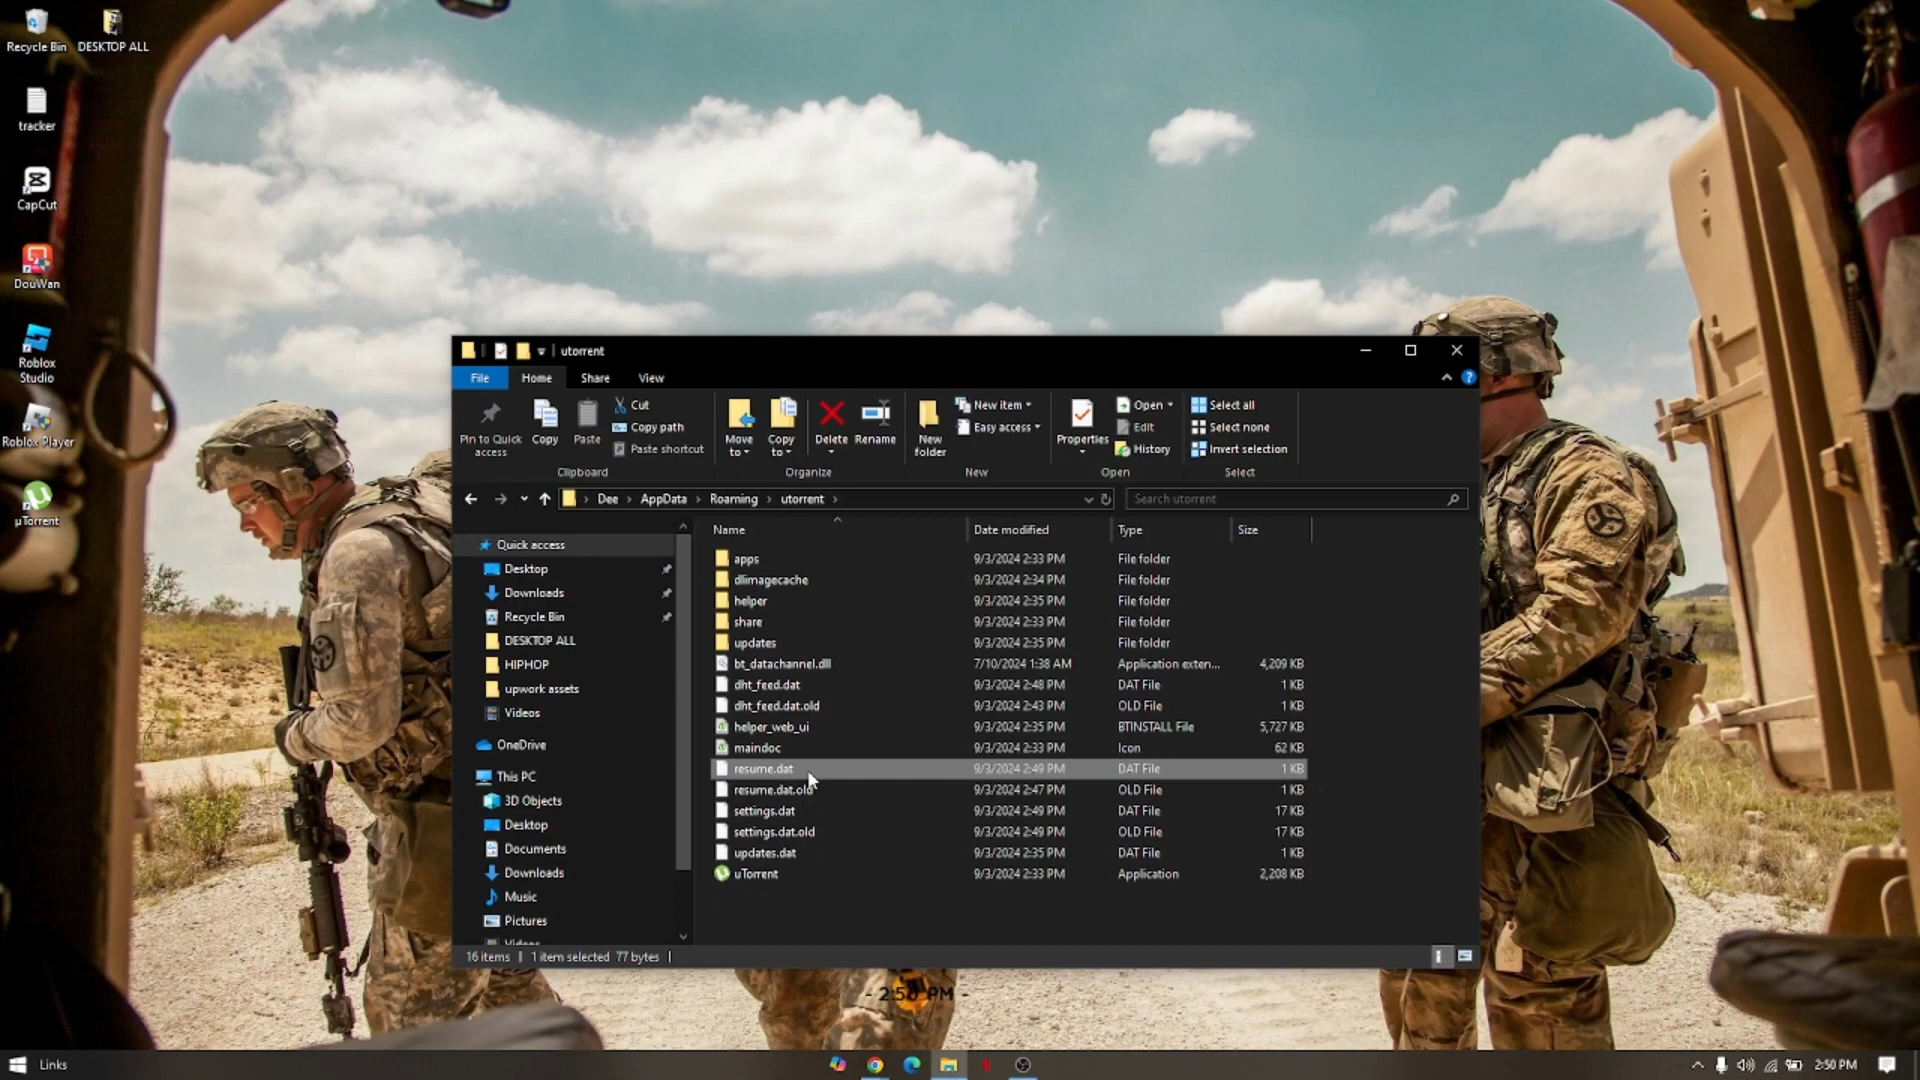 Recycle Bin
DESKTOP ALL
tracker
CapCut
DouWan
Roblox
Studio
Roblox Player
µTorrent
utorrent
File
Home
Share
View
Pin to Quick
access
Copy
Paste
Cut
Copy path
Paste shortcut
Clipboard
Move
to
Copy
to
Delete
Rename
Organize
New
folder
New item
Easy access
New
Properties
Open
Edit
History
Open
Select all
Select none
Invert selection
Select
Dee
AppData
Roaming
utorrent
Search utorrent
Quick access
Desktop
Downloads
Recycle Bin
DESKTOP ALL
HIPHOP
upwork assets
Videos
OneDrive
This PC
3D Objects
Desktop
Documents
Downloads
Music
Pictures
Videos
Name Date modified Type Size
apps 9/3/2024 2:33 PM File folder
dlimagecache 9/3/2024 2:34 PM File folder
helper 9/3/2024 2:35 PM File folder
share 9/3/2024 2:33 PM File folder
updates 9/3/2024 2:35 PM File folder
bt_datachannel.dll 7/10/2024 1:38 AM Application exten... 4,209 KB
dht_feed.dat 9/3/2024 2:48 PM DAT File 1 KB
dht_feed.dat.old 9/3/2024 2:43 PM OLD File 1 KB
helper_web_ui 9/3/2024 2:35 PM BTINSTALL File 5,727 KB
maindoc 9/3/2024 2:33 PM Icon 62 KB
resume.dat 9/3/2024 2:49 PM DAT File 1 KB
resume.dat.old 9/3/2024 2:47 PM OLD File 1 KB
settings.dat 9/3/2024 2:49 PM DAT File 17 KB
settings.dat.old 9/3/2024 2:49 PM OLD File 17 KB
updates.dat 9/3/2024 2:35 PM DAT File 1 KB
uTorrent 9/3/2024 2:33 PM Application 2,208 KB
16 items 1 item selected 77 bytes
- 2:50 PM -
Links
2:50 PM